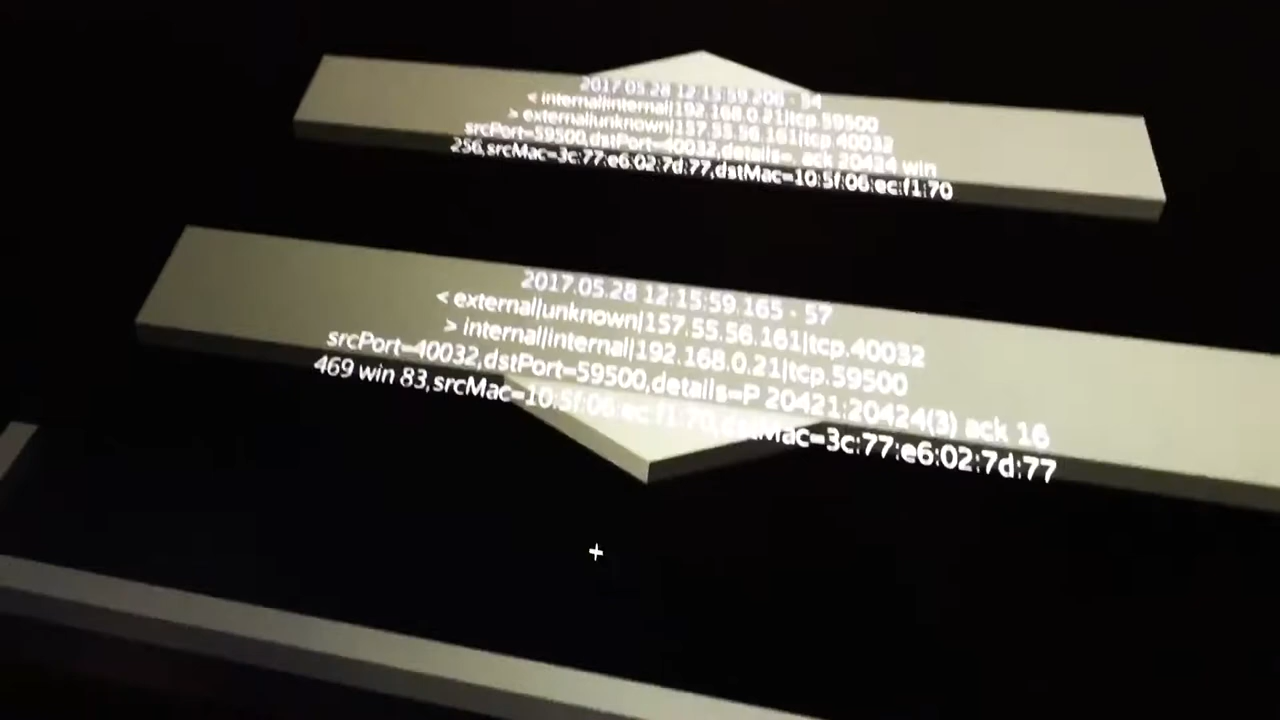 2017.05.28 12:15:59.206 - 54
< internal|internal|192.168.0.21|tcp.59500
> external|unknown|157.55.56.161|tcp.40032
srcPort=59500,dstPort=40032,details=. ack 20424 win
256,srcMac=3c:77:e6:02:7d:77,dstMac=10:5f:06:ec:f1:70
2017.05.28 12:15:59.165 - 57
< external|unknown|157.55.56.161|tcp.40032
> internal|internal|192.168.0.21|tcp.59500
srcPort=40032,dstPort=59500,details=P 20421:20424(3) ack 16
469 win 83,srcMac=10:5f:06:ec:f1:70,dstMac=3c:77:e6:02:7d:77